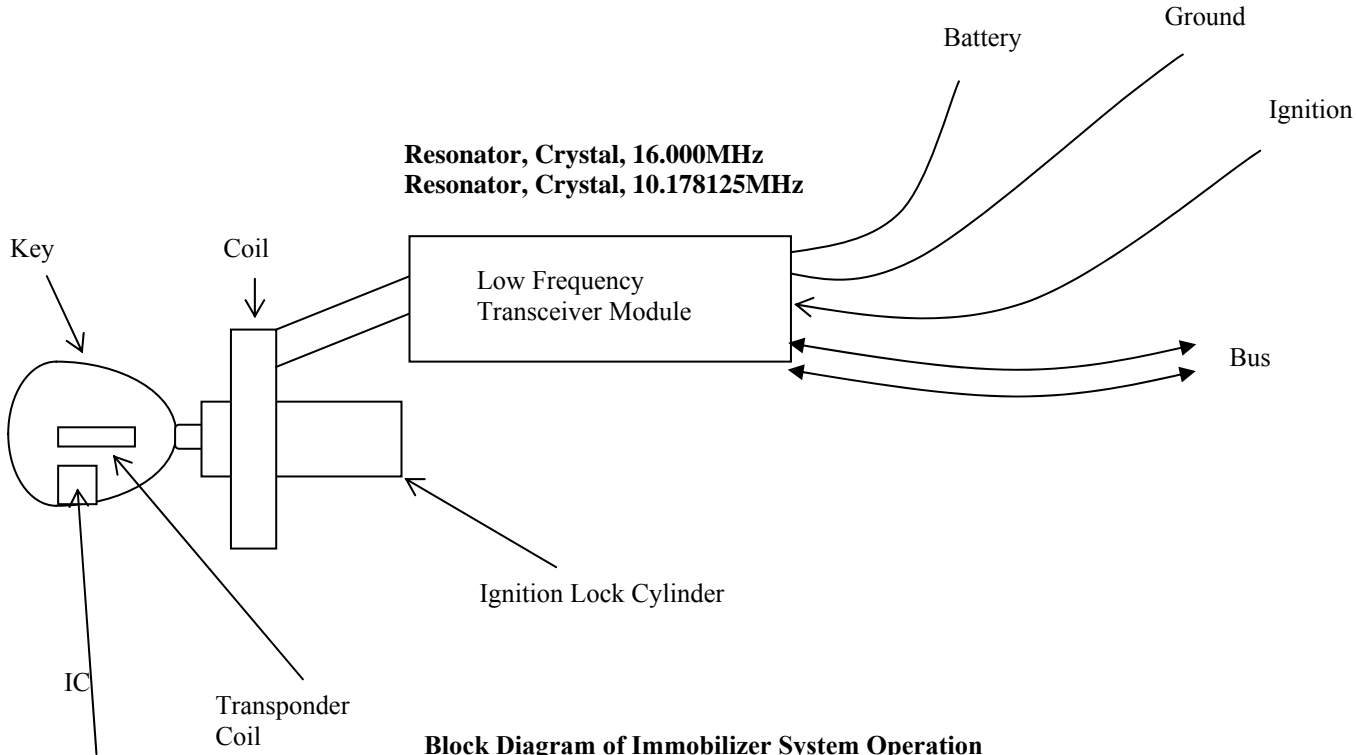 Ground
Battery
Ignition
Resonator, Crystal, 16.000MHz
Resonator, Crystal, 10.178125MHz
Key
Coil
Low Frequency
Transceiver Module
Bus
Ignition Lock Cylinder
IC
Transponder
Coil
Block Diagram of Immobilizer System Operation